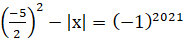 (-5/2)² − |x| = (−1)²⁰²¹